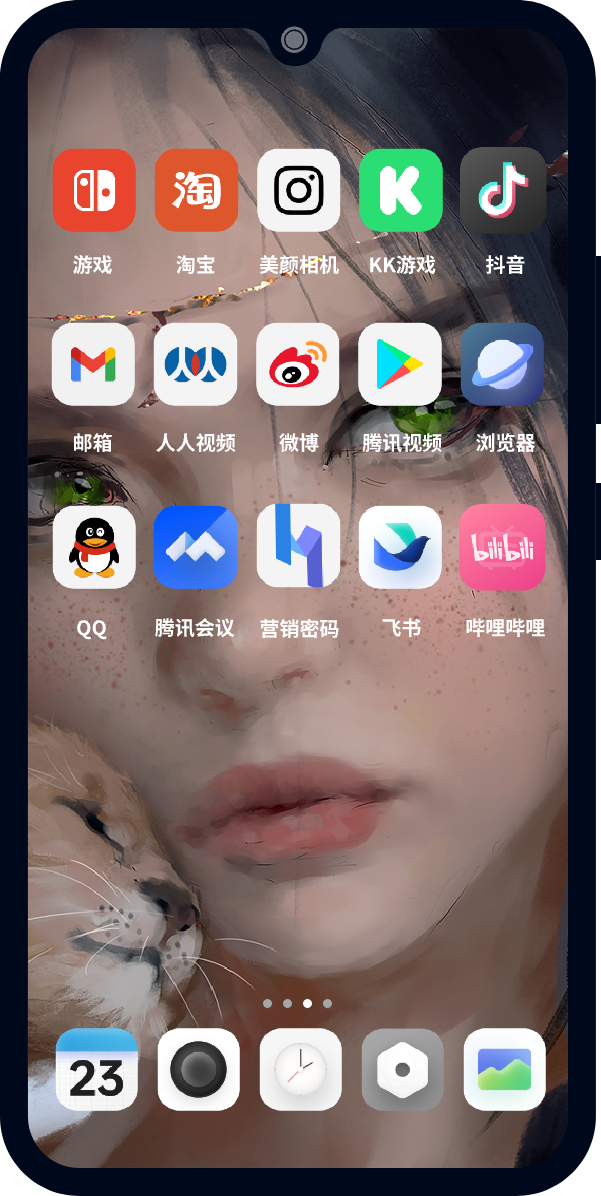 淘
游戏 淘宝 美颜相机 KK游戏 抖音
邮箱 人人视频 微博 腾讯视频 浏览器
bilibili
QQ 腾讯会议 营销密码 飞书 哔哩哔哩
23